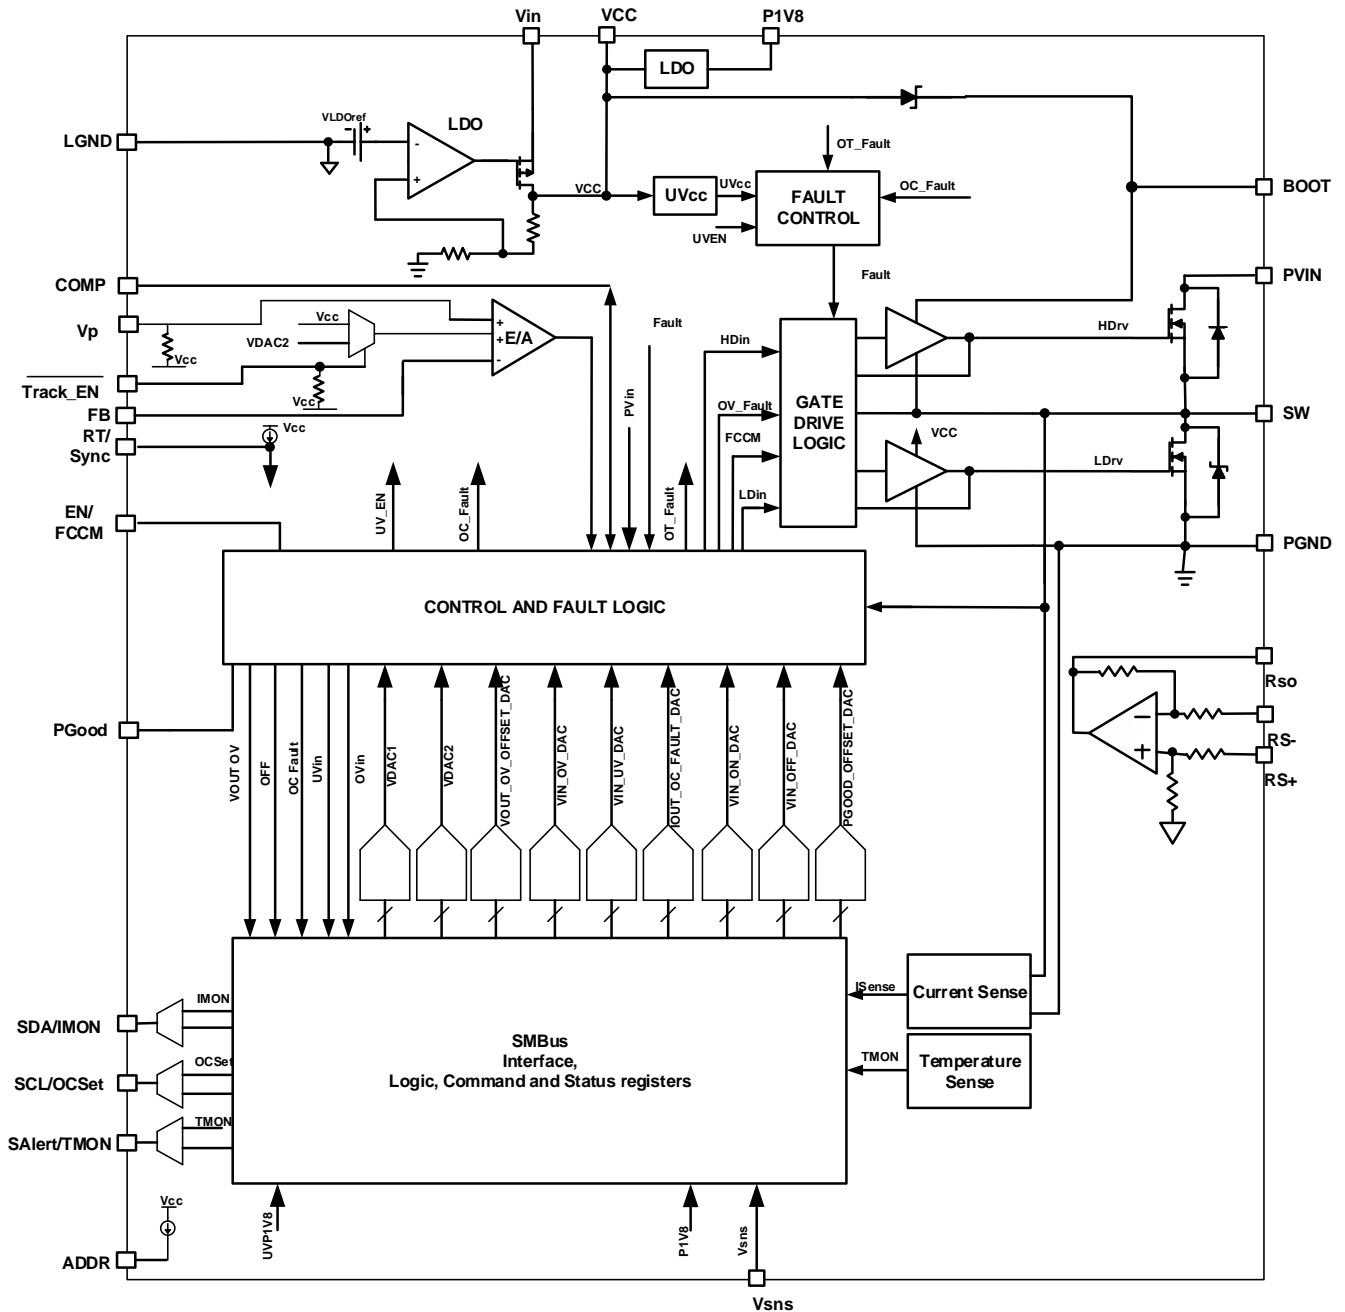 Vin
VCC
P1V8
LDO
VLDOref
-
+
LDO
LGND
-
+
OT_Fault
VCC
UVcc
UVcc
FAULT
CONTROL
OC_Fault
BOOT
UVEN
Fault
COMP
PVIN
Vp
Vcc
VDAC2
Vcc
+
+
-
E/A
Fault
HDin
HDrv
Track_EN
Vcc
FB
RT/
Sync
Vcc
PVin
OV_Fault
FCCM
LDin
GATE
DRIVE
LOGIC
VCC
SW
LDrv
EN/
FCCM
UV_EN
OC_Fault
OT_Fault
PGND
CONTROL AND FAULT LOGIC
Rso
RS-
RS+
−
+
PGood
VOUT OV
OFF
OC Fault
UVin
OVin
VDAC1
VDAC2
VOUT_OV_OFFSET_DAC
VIN_OV_DAC
VIN_UV_DAC
IOUT_OC_FAULT_DAC
VIN_ON_DAC
VIN_OFF_DAC
PGOOD_OFFSET_DAC
ISense
Current Sense
IMON
SDA/IMON
SMBus
Interface,
Logic, Command and Status registers
TMON
Temperature
Sense
OCSet
SCL/OCSet
TMON
SAlert/TMON
Vcc
ADDR
UVP1V8
P1V8
Vsns
Vsns